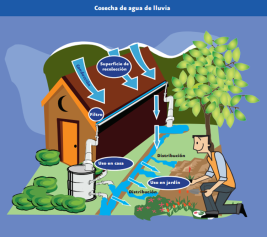 Cosecha de agua de lluvia
Superficie de
recolección
Filtro
Distribución
Uso en casa
Uso en jardín
Distribución